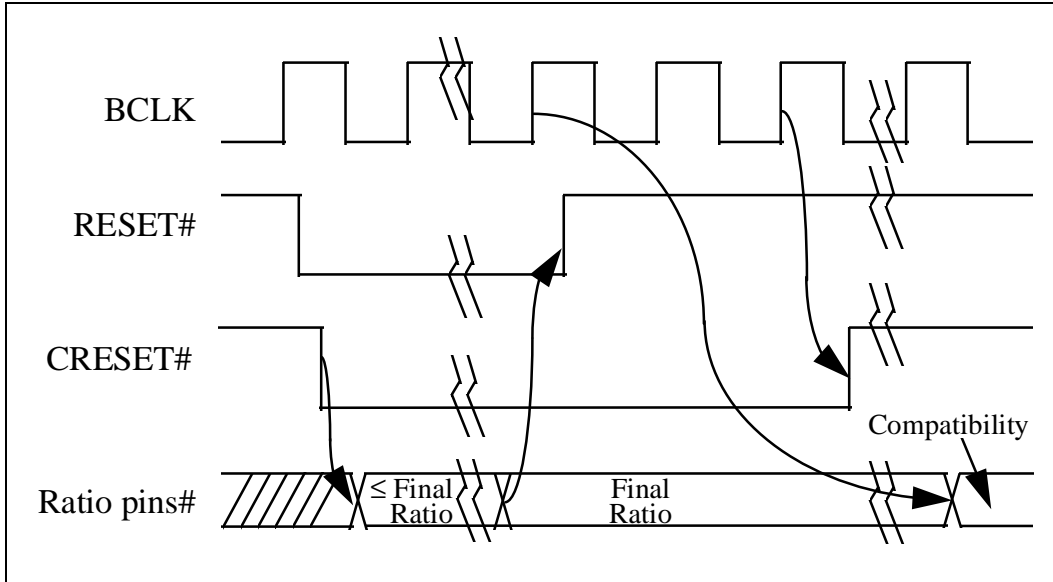 BCLK
RESET#
CRESET#
Compatibility
Ratio pins#
≤ Final
Ratio
Final
Ratio